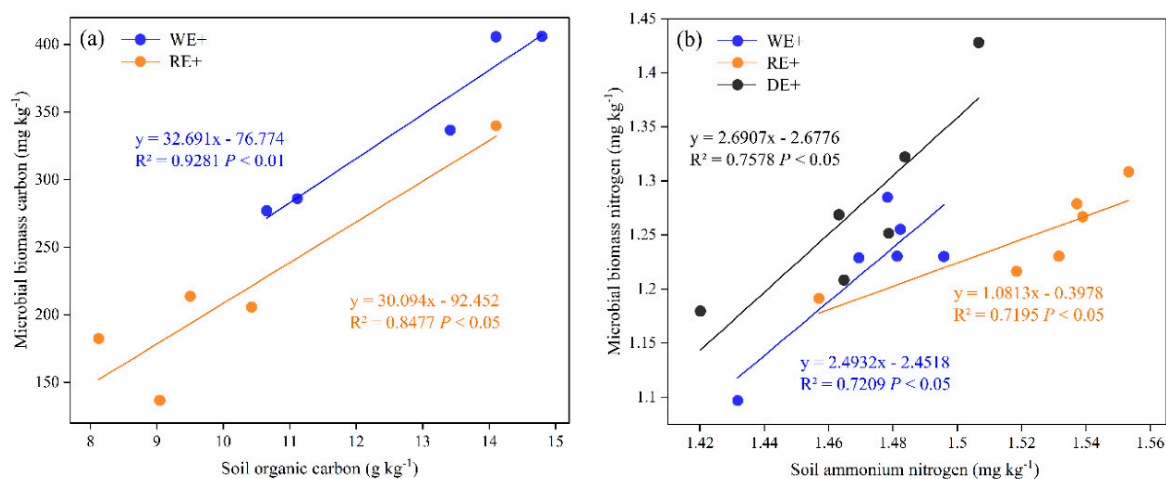 (a)
WE+
RE+
y = 32.691x - 76.774
R² = 0.9281 P < 0.01
y = 30.094x - 92.452
R² = 0.8477 P < 0.05
400
350
300
250
200
150
Microbial biomass carbon (mg kg⁻¹)
8 9 10 11 12 13 14 15
Soil organic carbon (g kg⁻¹)
(b)
WE+
RE+
DE+
y = 2.6907x - 2.6776
R² = 0.7578 P < 0.05
y = 1.0813x - 0.3978
R² = 0.7195 P < 0.05
y = 2.4932x - 2.4518
R² = 0.7209 P < 0.05
1.45
1.4
1.35
1.3
1.25
1.2
1.15
1.1
Microbial biomass nitrogen (mg kg⁻¹)
1.42 1.44 1.46 1.48 1.5 1.52 1.54 1.56
Soil ammonium nitrogen (mg kg⁻¹)